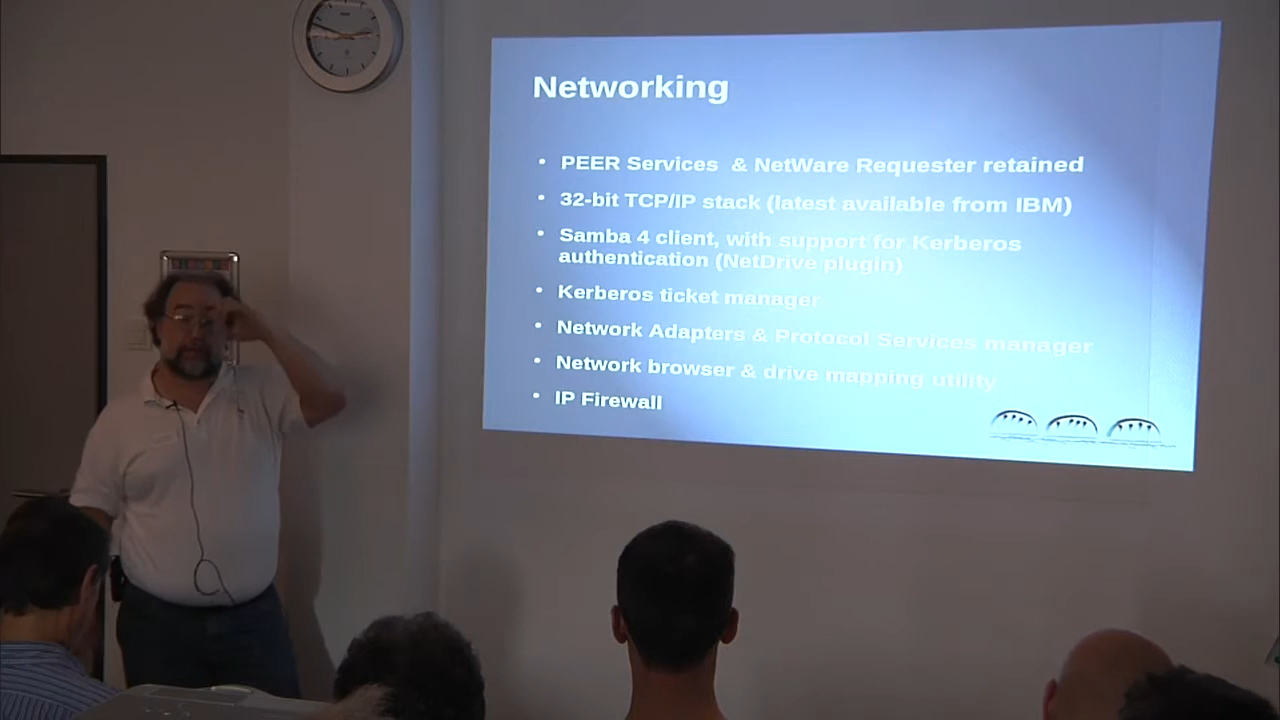 Networking
• PEER Services & NetWare Requester retained
• 32-bit TCP/IP stack (latest available from IBM)
• Samba 4 client, with support for Kerberos
authentication (NetDrive plugin)
• Kerberos ticket manager
• Network Adapters & Protocol Services manager
• Network browser & drive mapping utility
• IP Firewall